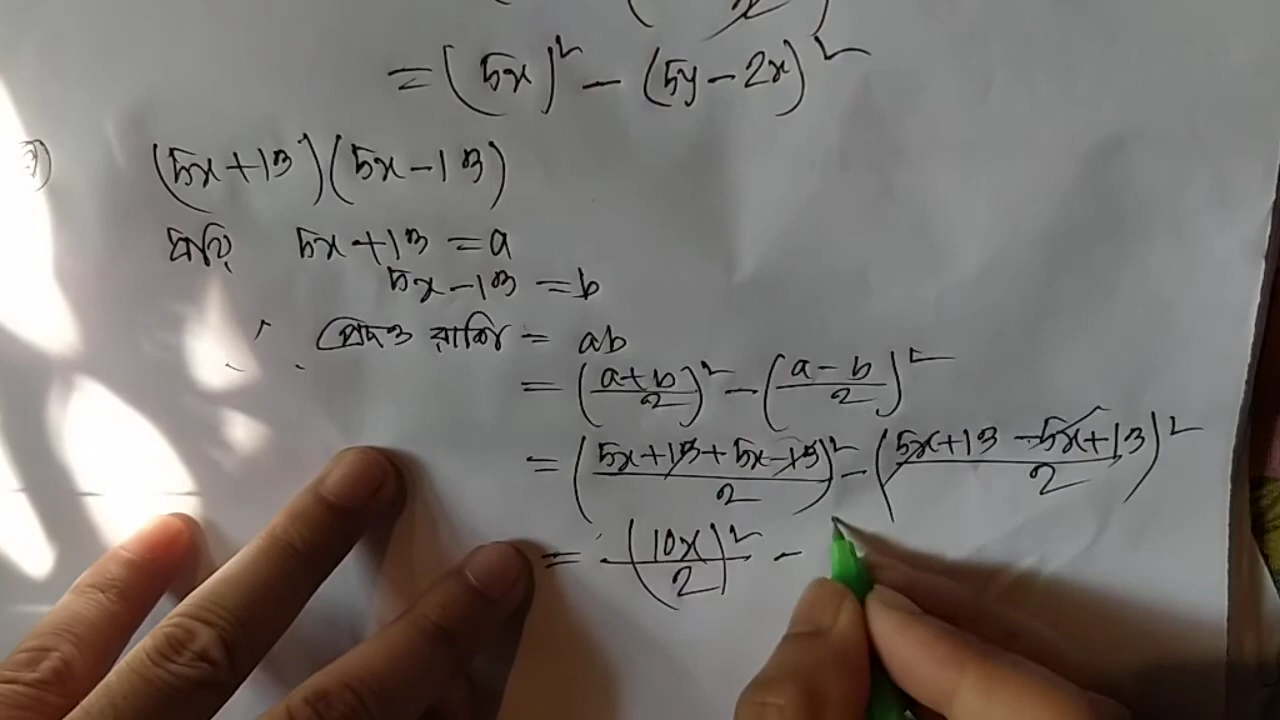 = (5x)² - (5y - 2x)²
(5x+13)(5x-13)
ধরি, 5x+13 = a
5x-13 = b
∴ প্রদত্ত রাশি = ab
= ((a+b)/2)² - ((a-b)/2)²
= ((5x+13+5x-13)/2)² - ((5x+13-5x+13)/2)²
= (10x/2)² -